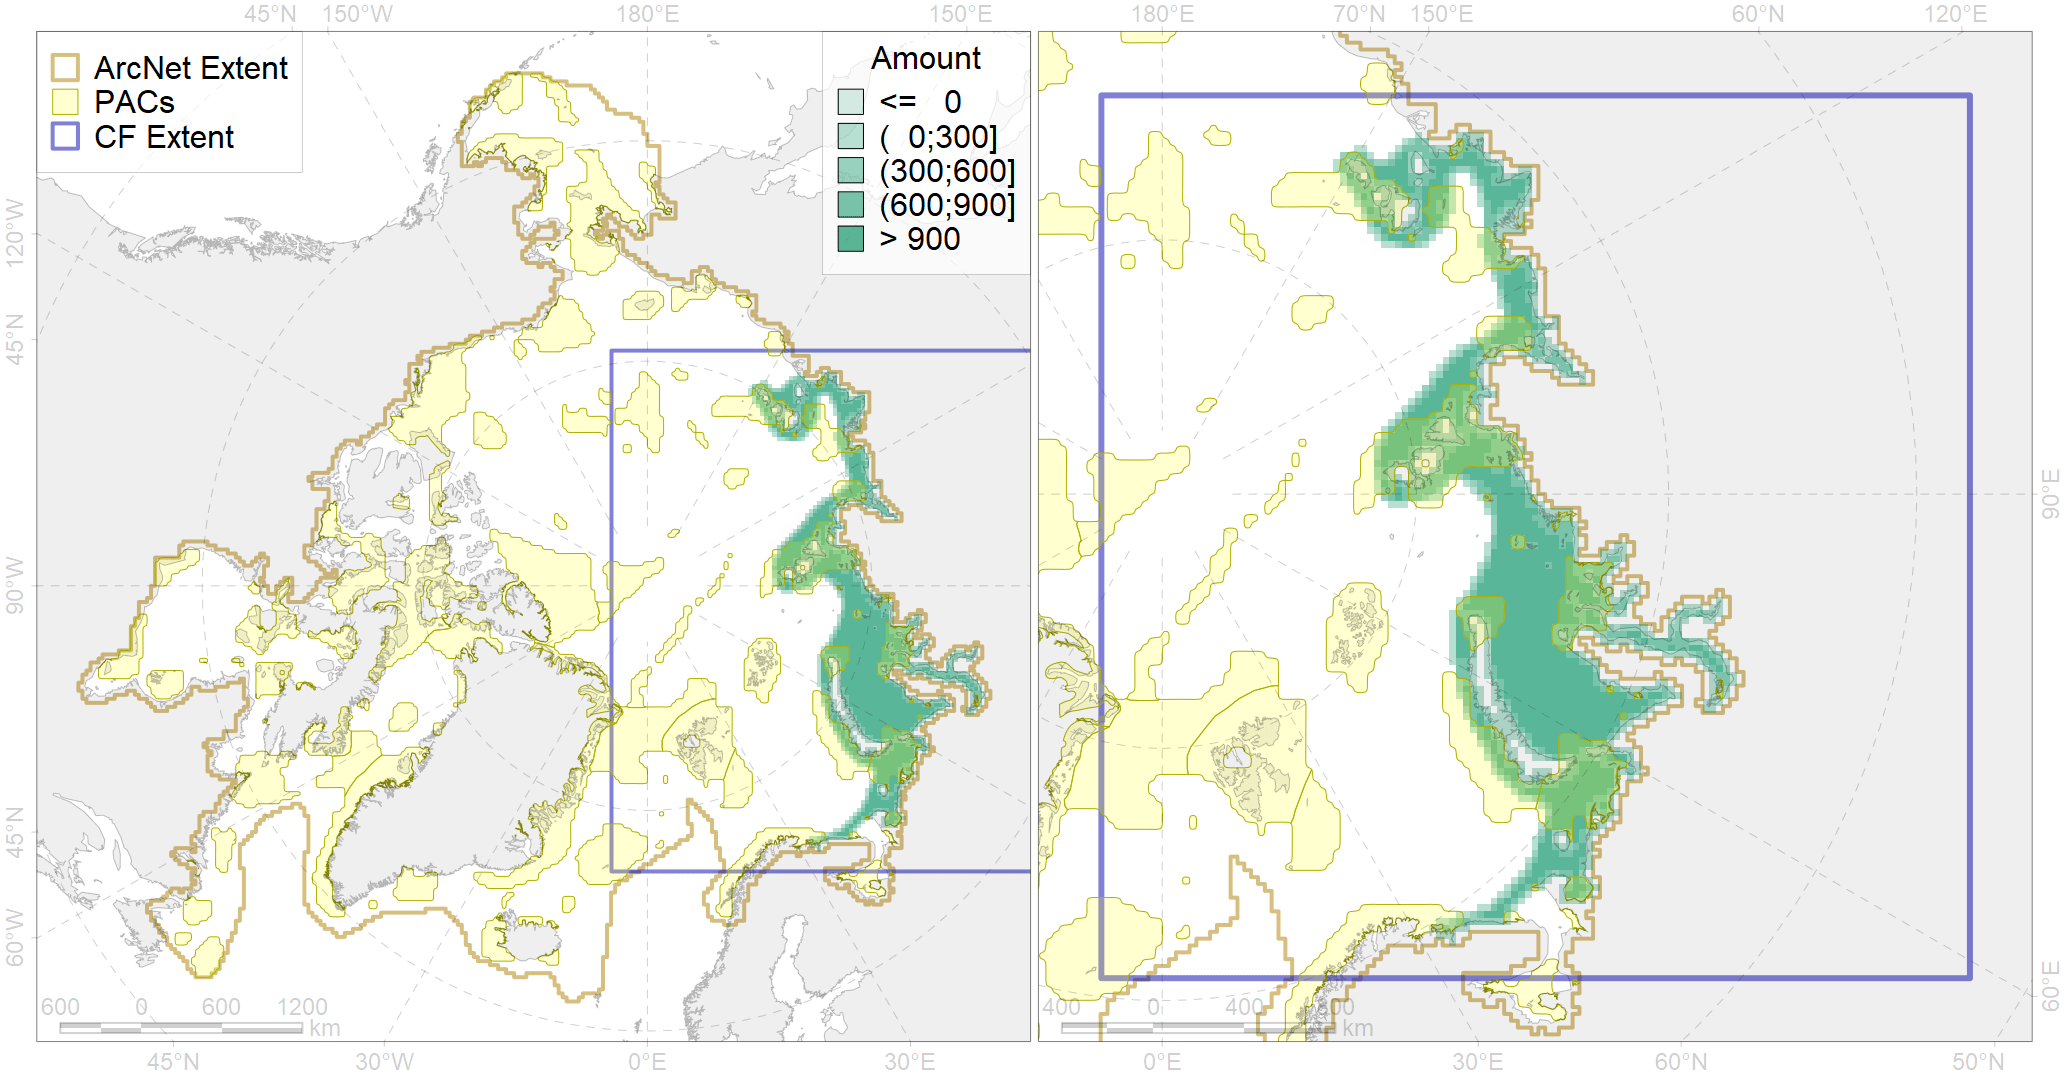 45°N 150°W 180°E 150°E 180°E 70°N 150°E 60°N 120°E
ArcNet Extent
PACs
CF Extent
Amount
<= 0
( 0;300]
(300;600]
(600;900]
> 900
120°W
45°N
90°W
45°N
60°W
90°E
60°E
600 0 600 1200
km
400 0 400 800
km
45°N 30°W 0°E 30°E 0°E 30°E 60°N 50°N